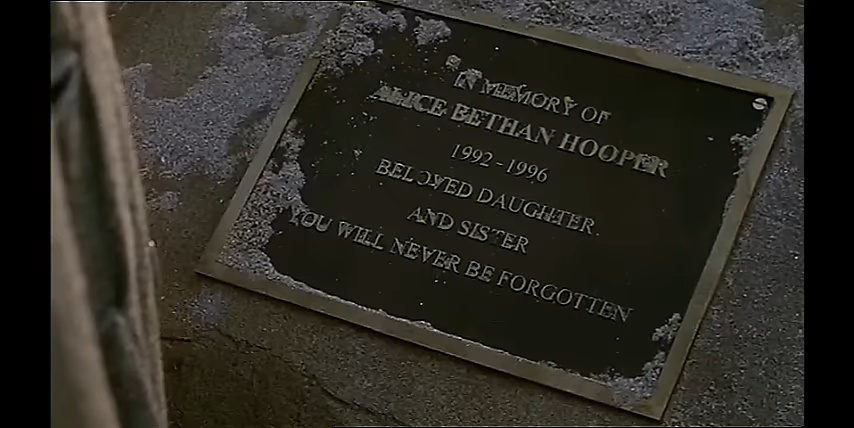 IN MEMORY OF
ALICE BETHAN HOOPER
1992-1996
BELOVED DAUGHTER
AND SISTER
YOU WILL NEVER BE FORGOTTEN